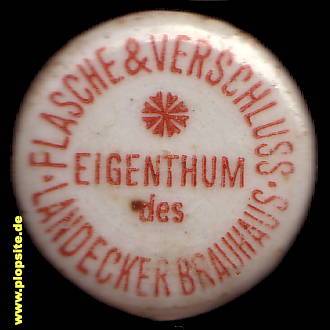 FLASCHE & VERSCHLUSS
EIGENTHUM
des
LANDECKER BRAUHAUS
© www.plopsite.de